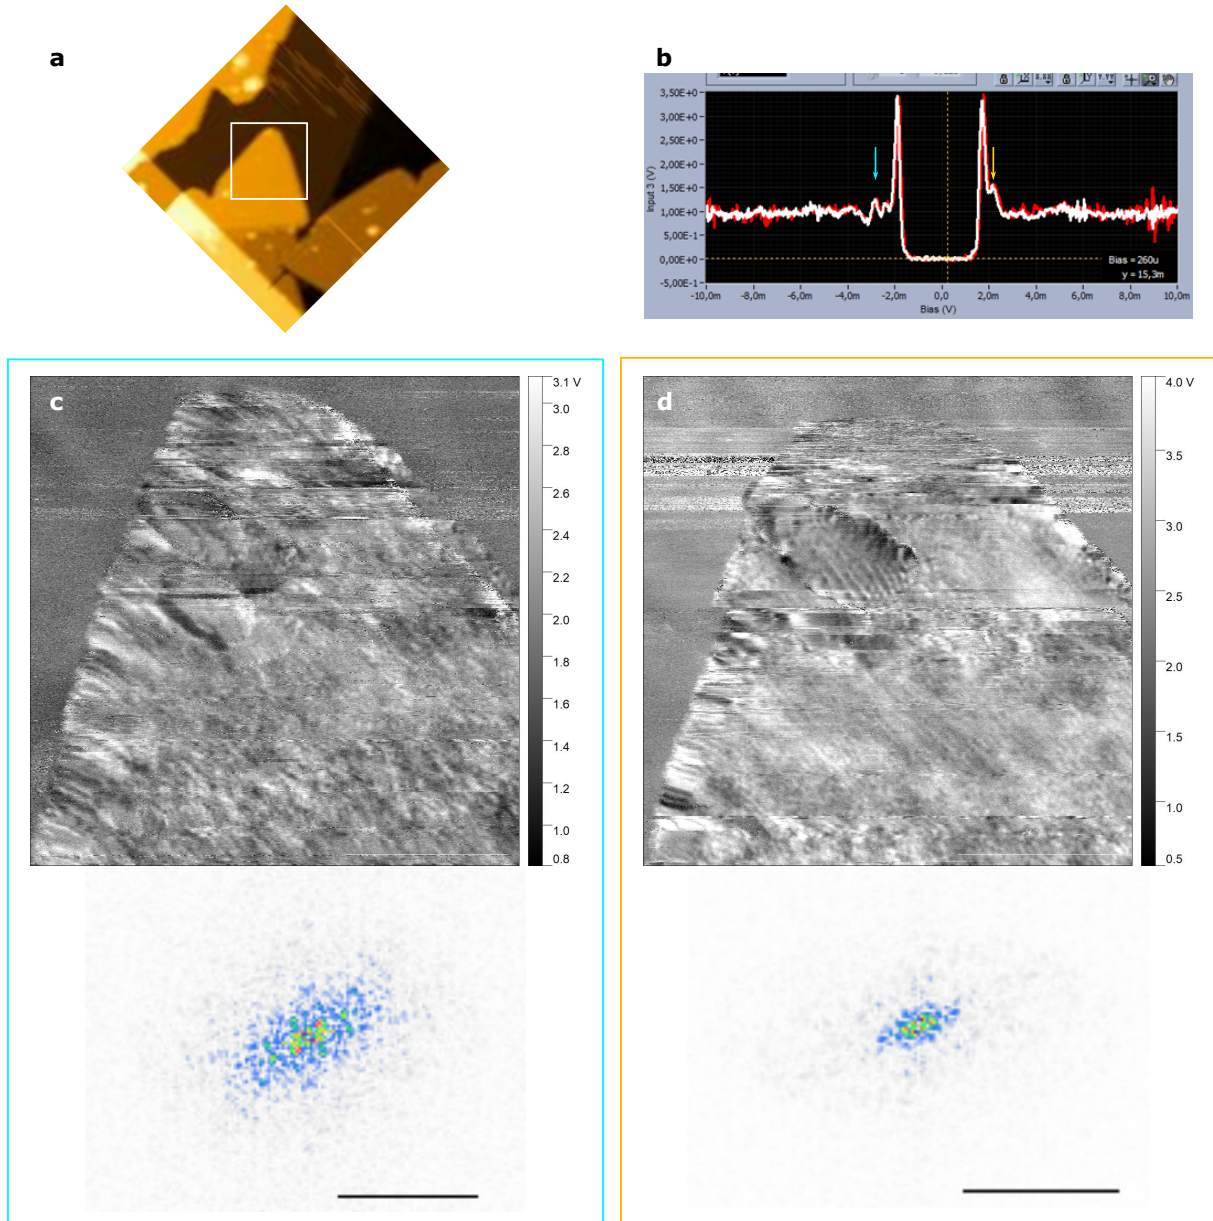 a
b
3,50E+0
3,00E+0
2,50E+0
2,00E+0
1,50E+0
1,00E+0
5,00E-1
0,00E+0
-5,00E-1
Input 3 (V)
Bias = 260u
y = 15,3m
-10,0m -8,0m -6,0m -4,0m -2,0m 0,0 2,0m 4,0m 6,0m 8,0m 10,0m
Bias (V)
c
3.1 V
3.0
2.8
2.6
2.4
2.2
2.0
1.8
1.6
1.4
1.2
1.0
0.8
d
4.0 V
3.5
3.0
2.5
2.0
1.5
1.0
0.5